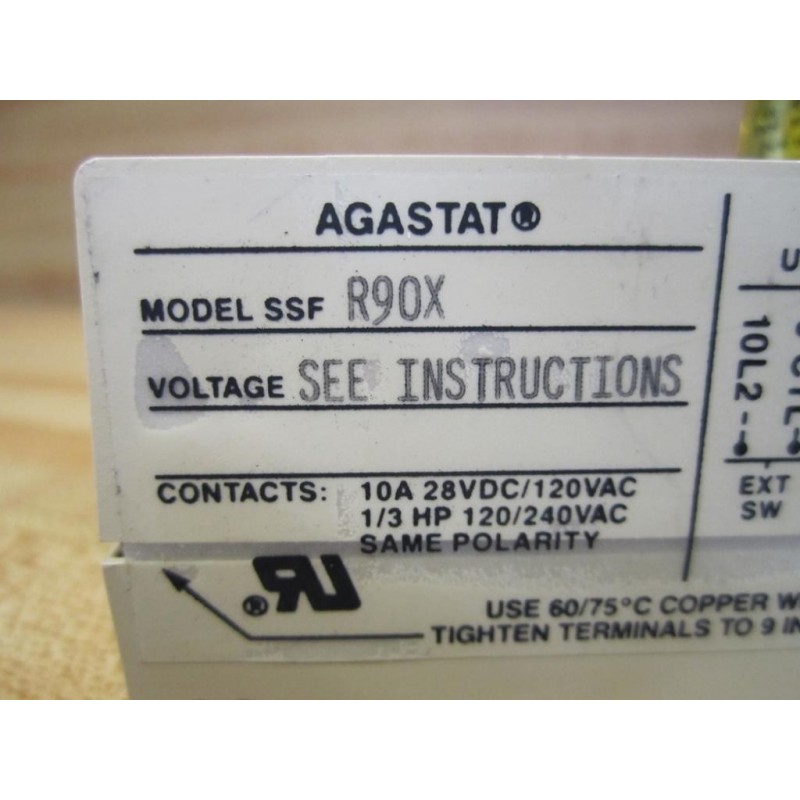 AGASTAT®
MODEL SSF R90X
VOLTAGE SEE INSTRUCTIONS
CONTACTS: 10A 28VDC/120VAC
1/3 HP 120/240VAC
SAME POLARITY
10L2-
EXT
SW
®
USE 60/75°C COPPER W
TIGHTEN TERMINALS TO 9 IN